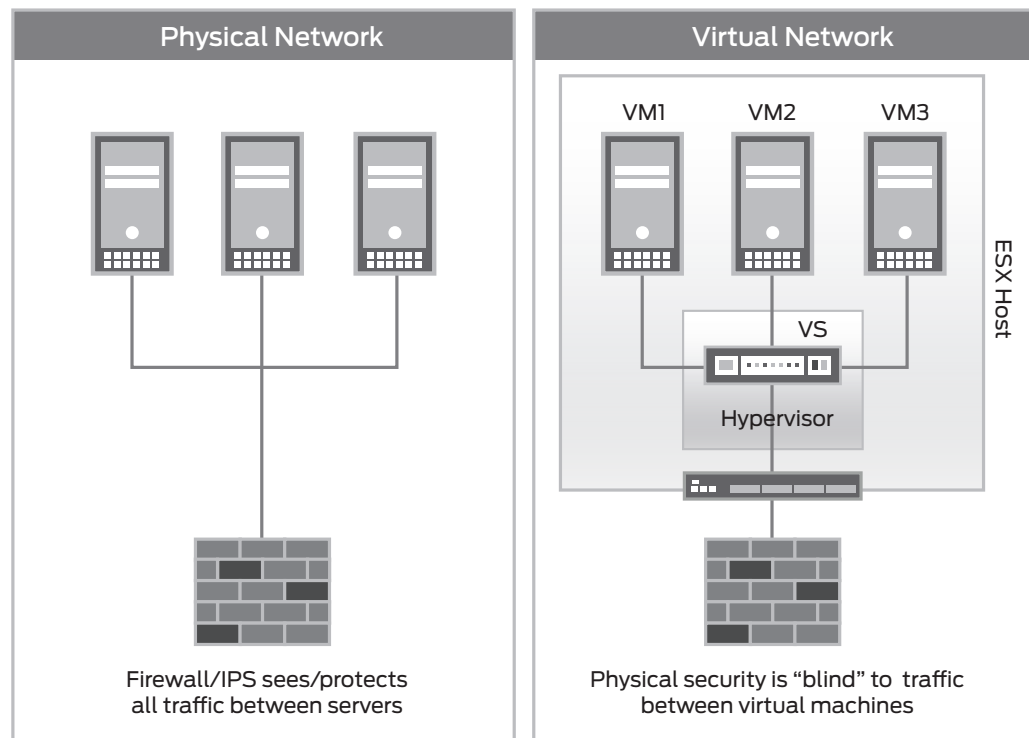 Physical Network
Firewall/IPS sees/protects
all traffic between servers
Virtual Network
VM1
VM2
VM3
ESX Host
VS
Hypervisor
Physical security is “blind” to traffic
between virtual machines